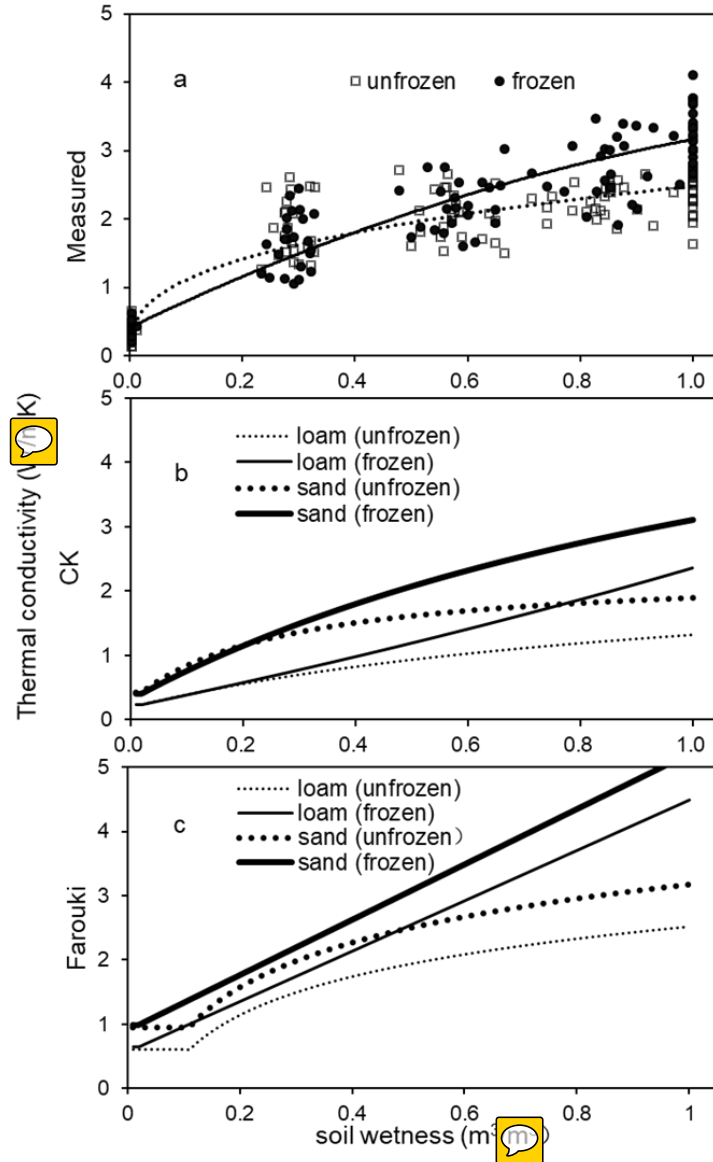 5
4
3
2
1
0
Measured
a
unfrozen
frozen
0.0
0.2
0.4
0.6
0.8
1.0
Thermal conductivity
5
4
3
2
1
0
CK
b
loam (unfrozen)
loam (frozen)
sand (unfrozen)
sand (frozen)
0.0
0.2
0.4
0.6
0.8
1.0
5
4
3
2
1
0
Farouki
c
loam (unfrozen)
loam (frozen)
sand (unfrozen）
sand (frozen)
0
0.2
0.4
0.6
0.8
1
soil wetness